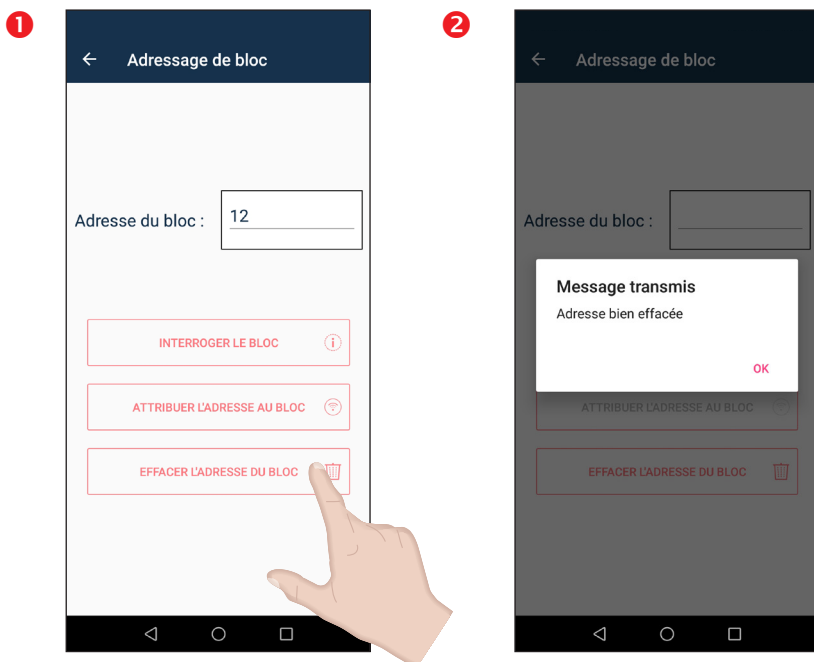 1
Adressage de bloc
Adresse du bloc :
12
INTERROGER LE BLOC
ATTRIBUER L'ADRESSE AU BLOC
EFFACER L'ADRESSE DU BLOC
2
Adressage de bloc
Adresse du bloc :
Message transmis
Adresse bien effacée
OK
ATTRIBUER L'ADRESSE AU BLOC
EFFACER L'ADRESSE DU BLOC